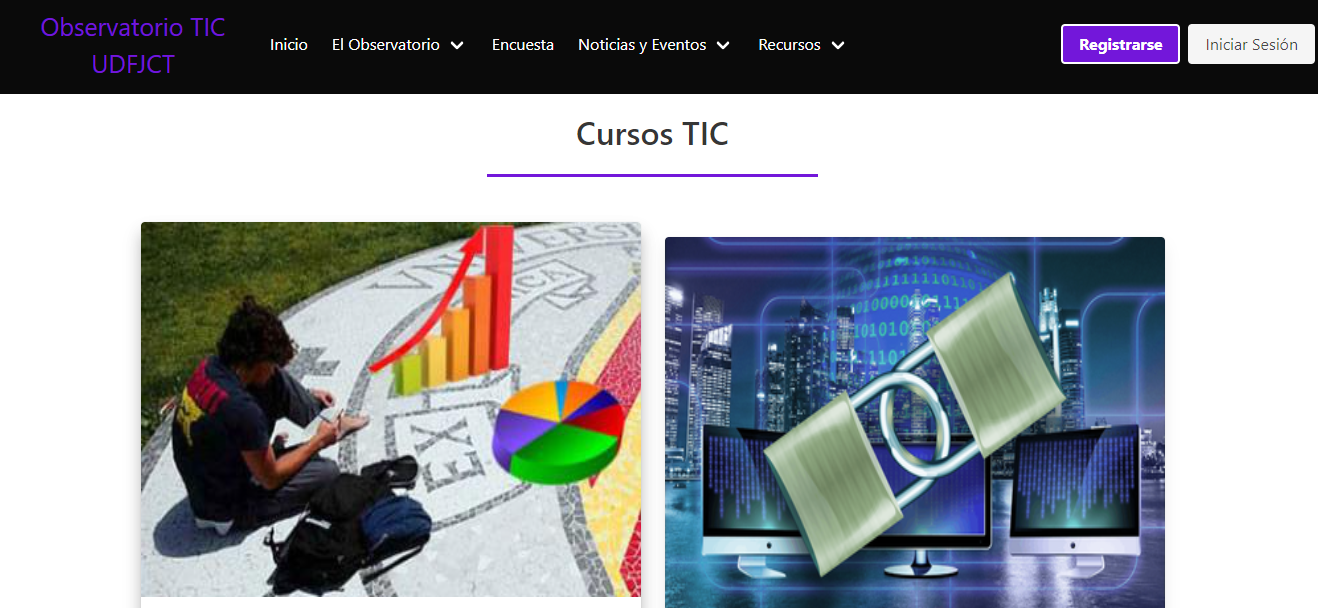 Observatorio TIC
UDFJCT
Inicio
El Observatorio
Encuesta
Noticias y Eventos
Recursos
Registrarse
Iniciar Sesión
Cursos TIC